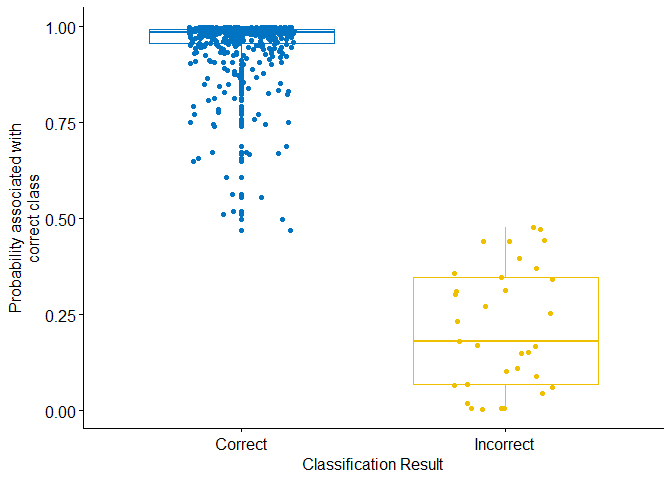 Probability associated with
correct class
1.00
0.75
0.50
0.25
0.00
Correct
Incorrect
Classification Result